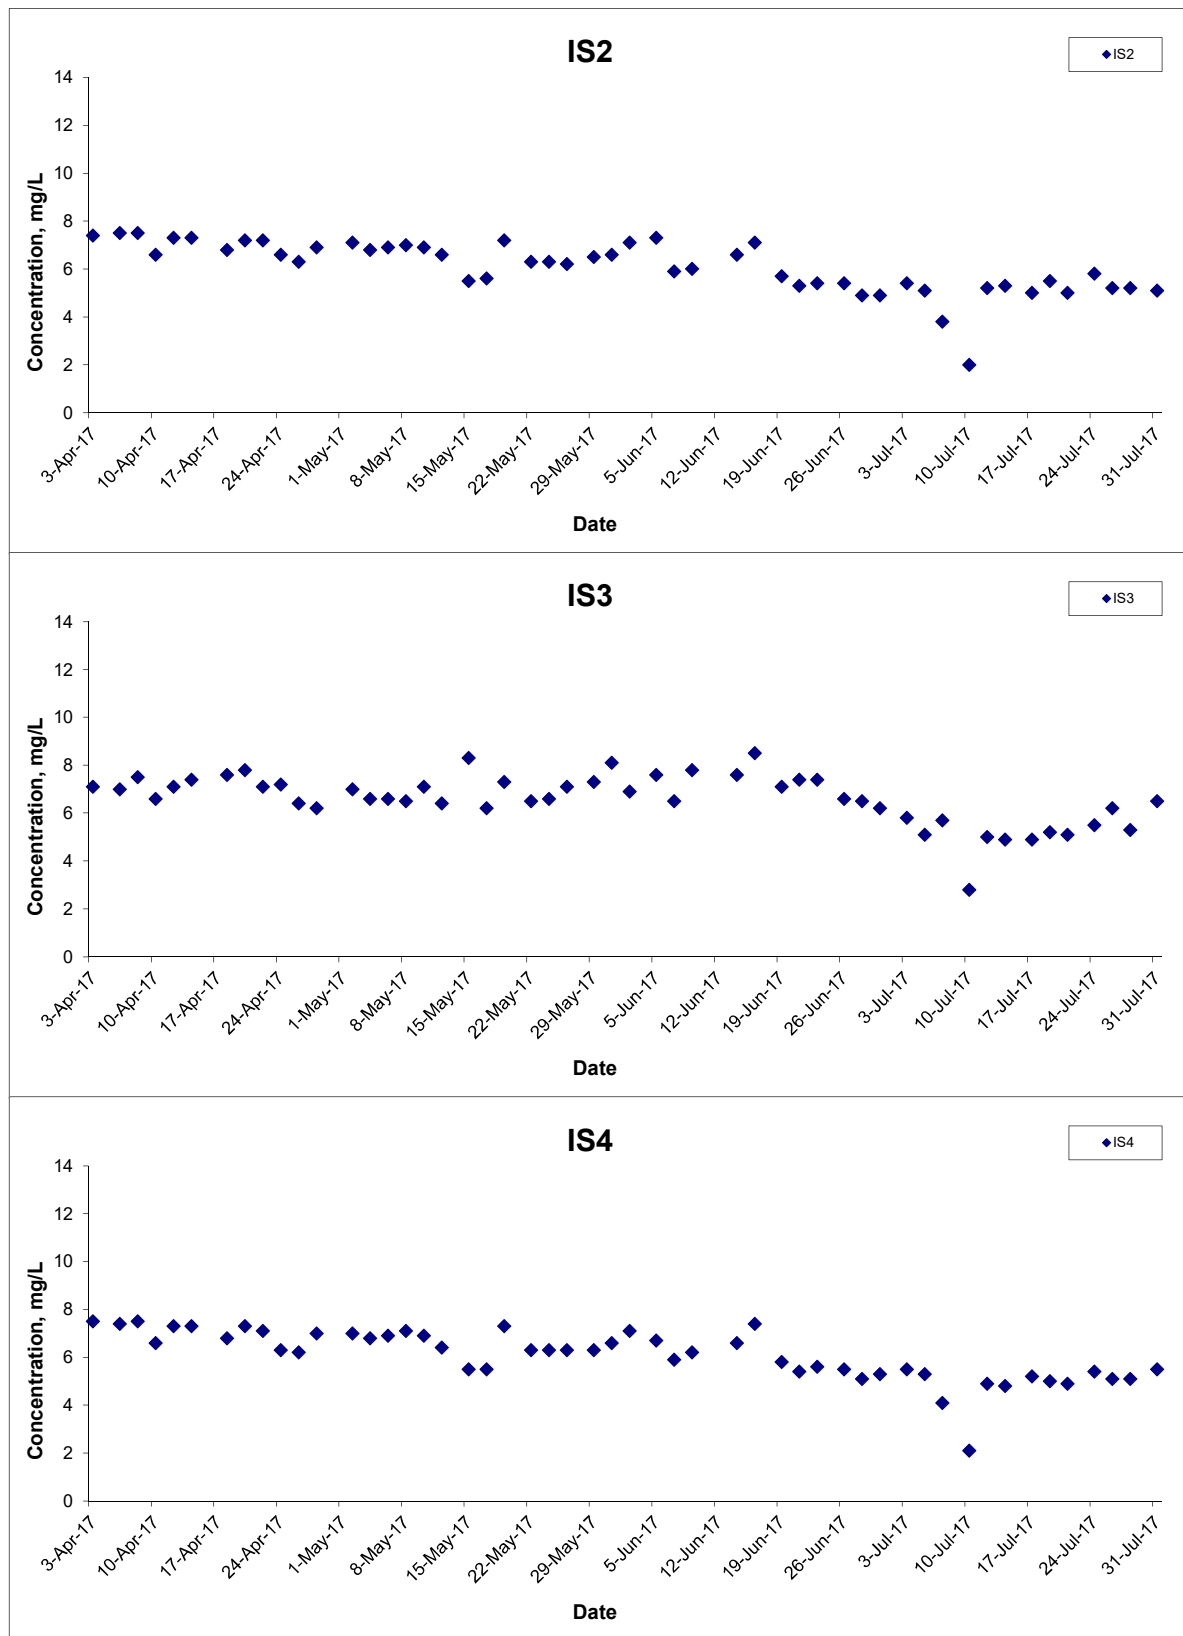 IS2
IS2
14
12
10
8
6
4
2
0
Concentration, mg/L
3-Apr-17
10-Apr-17
17-Apr-17
24-Apr-17
1-May-17
8-May-17
15-May-17
22-May-17
29-May-17
5-Jun-17
12-Jun-17
19-Jun-17
26-Jun-17
3-Jul-17
10-Jul-17
17-Jul-17
24-Jul-17
31-Jul-17
Date
IS3
IS3
14
12
10
8
6
4
2
0
Concentration, mg/L
3-Apr-17
10-Apr-17
17-Apr-17
24-Apr-17
1-May-17
8-May-17
15-May-17
22-May-17
29-May-17
5-Jun-17
12-Jun-17
19-Jun-17
26-Jun-17
3-Jul-17
10-Jul-17
17-Jul-17
24-Jul-17
31-Jul-17
Date
IS4
IS4
14
12
10
8
6
4
2
0
Concentration, mg/L
3-Apr-17
10-Apr-17
17-Apr-17
24-Apr-17
1-May-17
8-May-17
15-May-17
22-May-17
29-May-17
5-Jun-17
12-Jun-17
19-Jun-17
26-Jun-17
3-Jul-17
10-Jul-17
17-Jul-17
24-Jul-17
31-Jul-17
Date